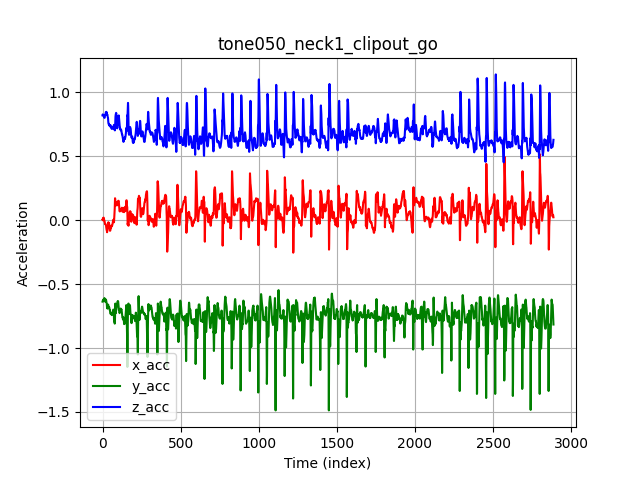 tone050_neck1_clipout_go
Acceleration
1.0
0.5
0.0
−0.5
−1.0
−1.5
x_acc
y_acc
z_acc
0 500 1000 1500 2000 2500 3000
Time (index)